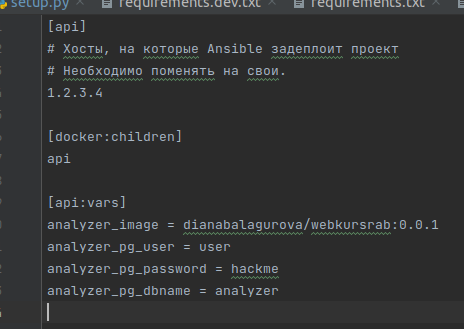 setup.py
requirements.dev.txt
requirements.txt
[api]
# Хосты, на которые Ansible задеплоит проект
# Необходимо поменять на свои.
1.2.3.4
[docker:children]
api
[api:vars]
analyzer_image = dianabalagurova/webkursrab:0.0.1
analyzer_pg_user = user
analyzer_pg_password = hackme
analyzer_pg_dbname = analyzer